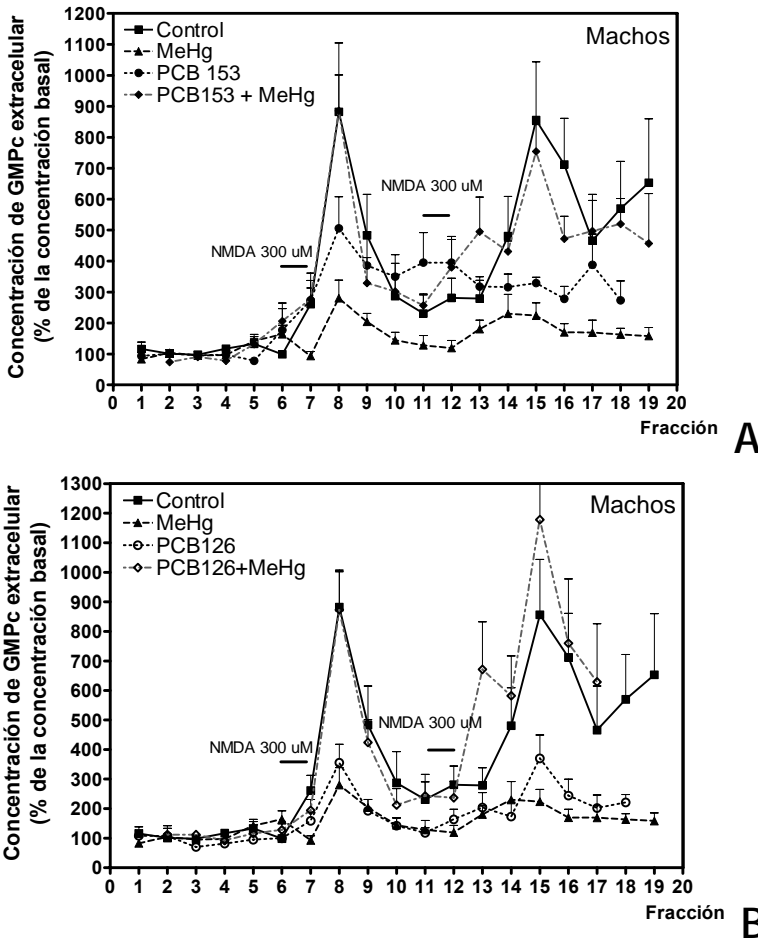 Concentración de GMPc extracelular
(% de la concentración basal)
1200
1100
1000
900
800
700
600
500
400
300
200
100
0
Control
MeHg
PCB 153
PCB153 + MeHg
Machos
NMDA 300 uM
NMDA 300 uM
0 1 2 3 4 5 6 7 8 9 10 11 12 13 14 15 16 17 18 19 20
Fracción
A
Concentración de GMPc extracelular
(% de la concentración basal)
1300
1200
1100
1000
900
800
700
600
500
400
300
200
100
0
Control
MeHg
PCB126
PCB126+MeHg
Machos
NMDA 300 uM
NMDA 300 uM
0 1 2 3 4 5 6 7 8 9 10 11 12 13 14 15 16 17 18 19 20
Fracción
B